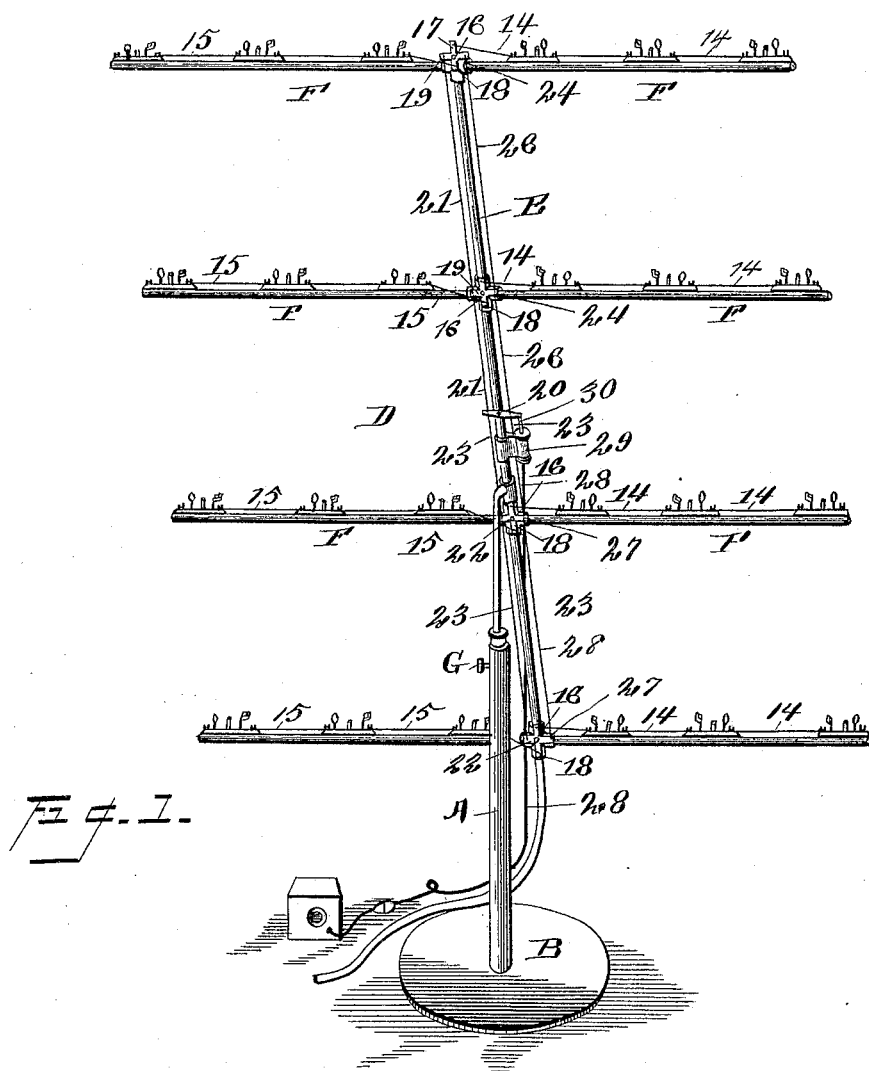 17 16 14
15 14
F 19 18 24 F
26
21 E
15 19 14 14
F 15 16 18 24 F
26
21 20 30
D 23 23 29
16 28
15 14 14
F 15 22 18 27 F
23 23
G 28
16 27
15 15 14 14
22 18
A 28
Fig. 1.
B